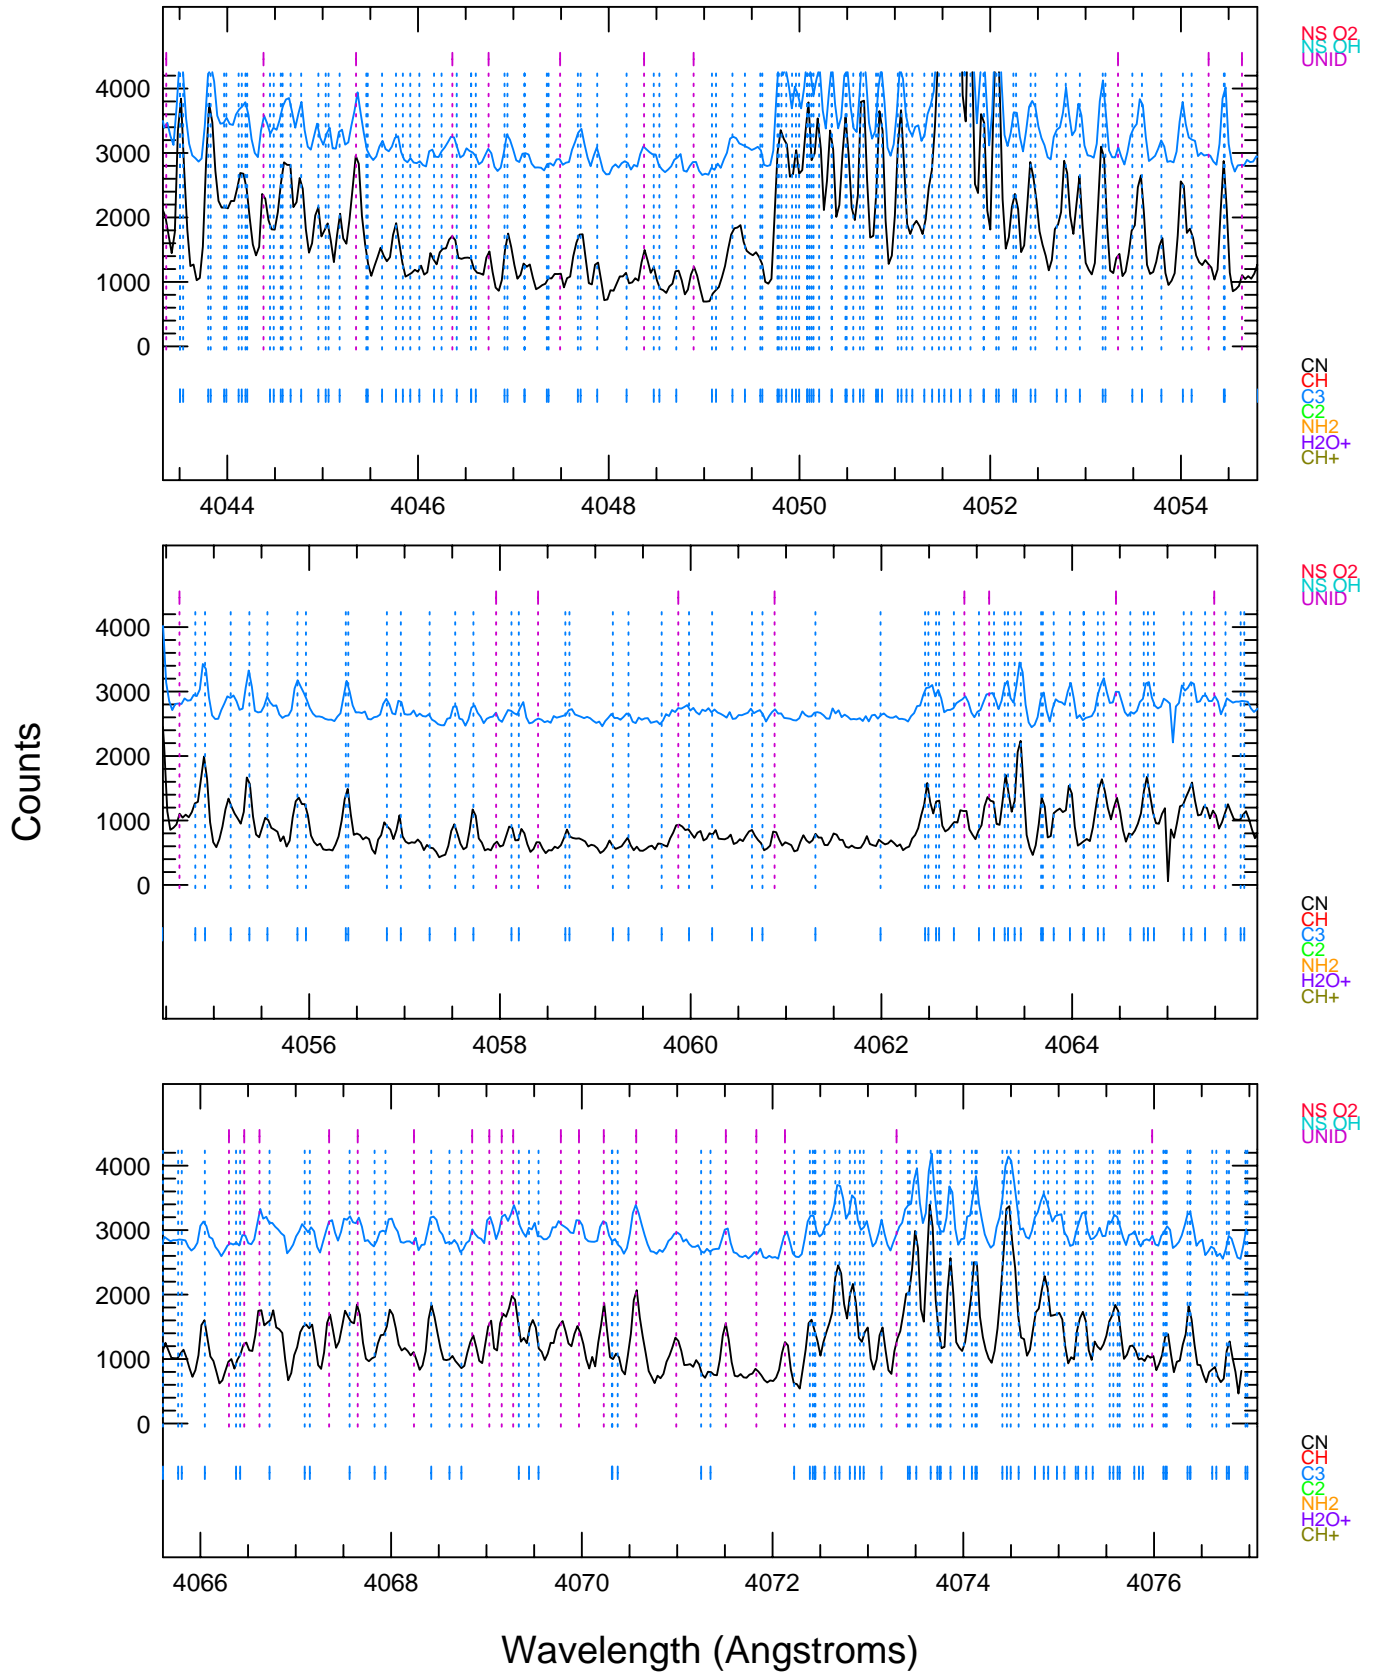 NS O2
NS OH
UNID
4000
3000
2000
1000
0
CN
CH
C3
C2
NH2
H2O+
CH+
4044 4046 4048 4050 4052 4054
NS O2
NS OH
UNID
4000
3000
2000
1000
0
CN
CH
C3
C2
NH2
H2O+
CH+
4056 4058 4060 4062 4064
Counts
NS O2
NS OH
UNID
4000
3000
2000
1000
0
CN
CH
C3
C2
NH2
H2O+
CH+
4066 4068 4070 4072 4074 4076
Wavelength (Angstroms)